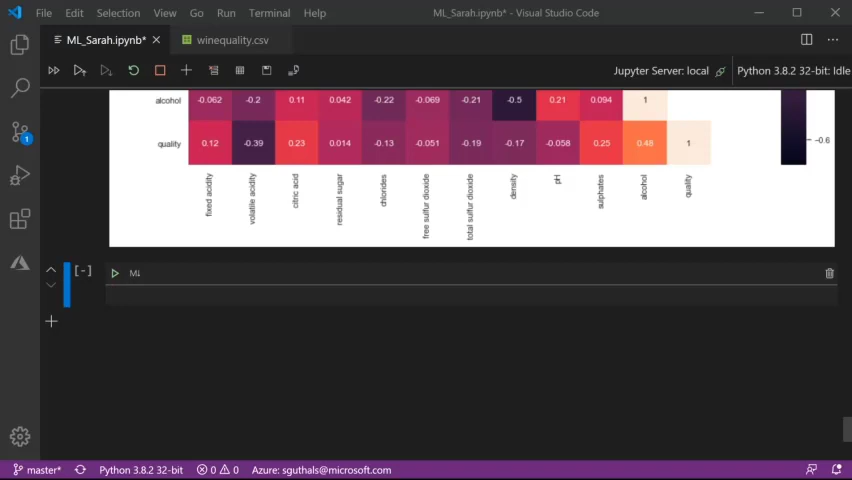 File Edit Selection View Go Run Terminal Help ML_Sarah.ipynb* - Visual Studio Code
ML_Sarah.ipynb* winequality.csv
Jupyter Server: local Python 3.8.2 32-bit: Idle
alcohol -0.062 -0.2 0.11 0.042 -0.22 -0.069 -0.21 -0.5 0.21 0.094 1
quality 0.12 -0.39 0.23 0.014 -0.13 -0.051 -0.19 -0.17 -0.058 0.25 0.48 1
-0.6
fixed acidity
volatile acidity
citric acid
residual sugar
chlorides
free sulfur dioxide
total sulfur dioxide
density
pH
sulphates
alcohol
quality
1
[-] M↓
master* Python 3.8.2 32-bit 0 0 Azure: sguthals@microsoft.com